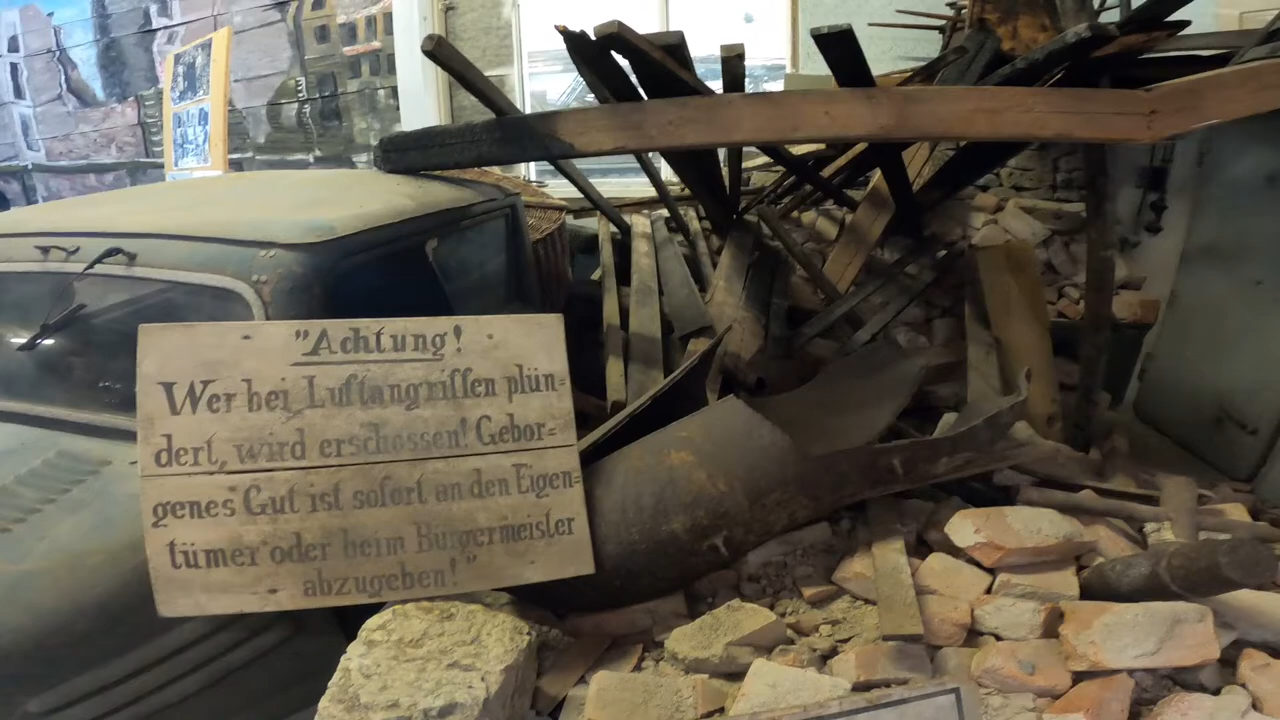 "Achtung!
Wer bei Luftangriffen plün=
dert, wird erschossen! Gebor=
genes Gut ist sofort an den Eigen=
tümer oder beim Bürgermeister
abzugeben!"